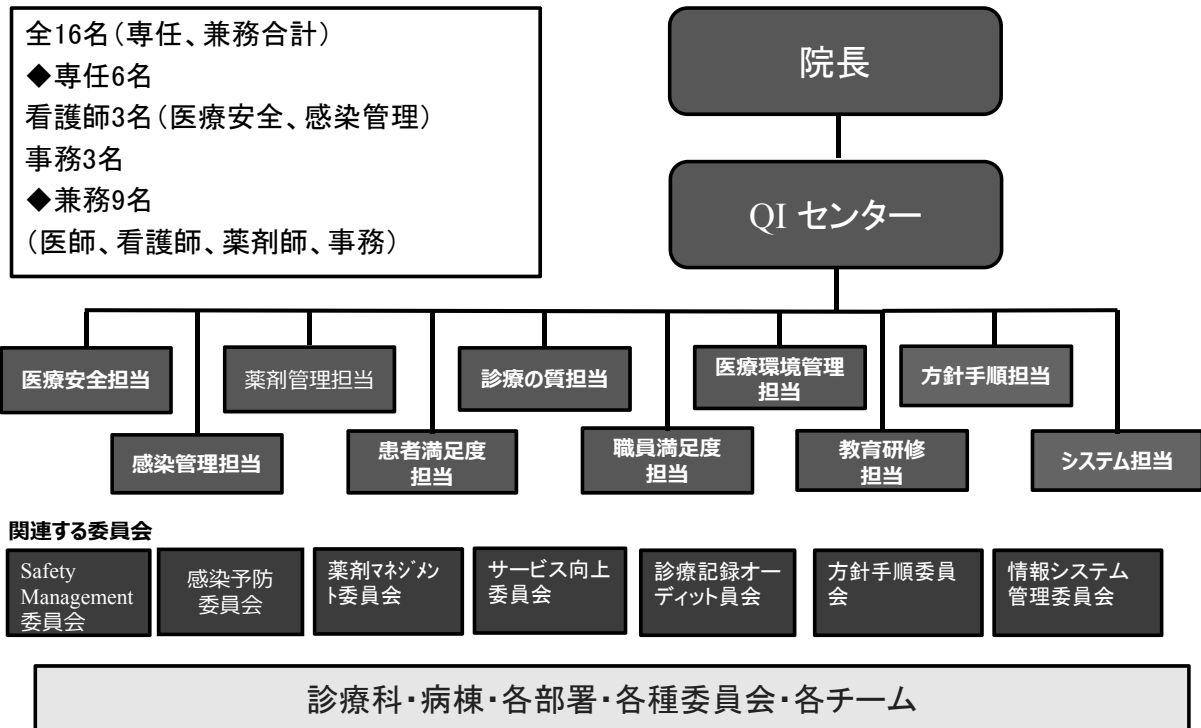 全16名（専任、兼務合計）
◆専任6名
看護師3名（医療安全、感染管理）
事務3名
◆兼務9名
（医師、看護師、薬剤師、事務）
院長
QI センター
医療安全担当
薬剤管理担当
診療の質担当
医療環境管理
担当
方針手順担当
感染管理担当
患者満足度
担当
職員満足度
担当
教育研修
担当
システム担当
関連する委員会
Safety
Management
委員会
感染予防
委員会
薬剤マネジメン
ト委員会
サービス向上
委員会
診療記録オー
ディット員会
方針手順委員
会
情報システム
管理委員会
診療科・病棟・各部署・各種委員会・各チーム